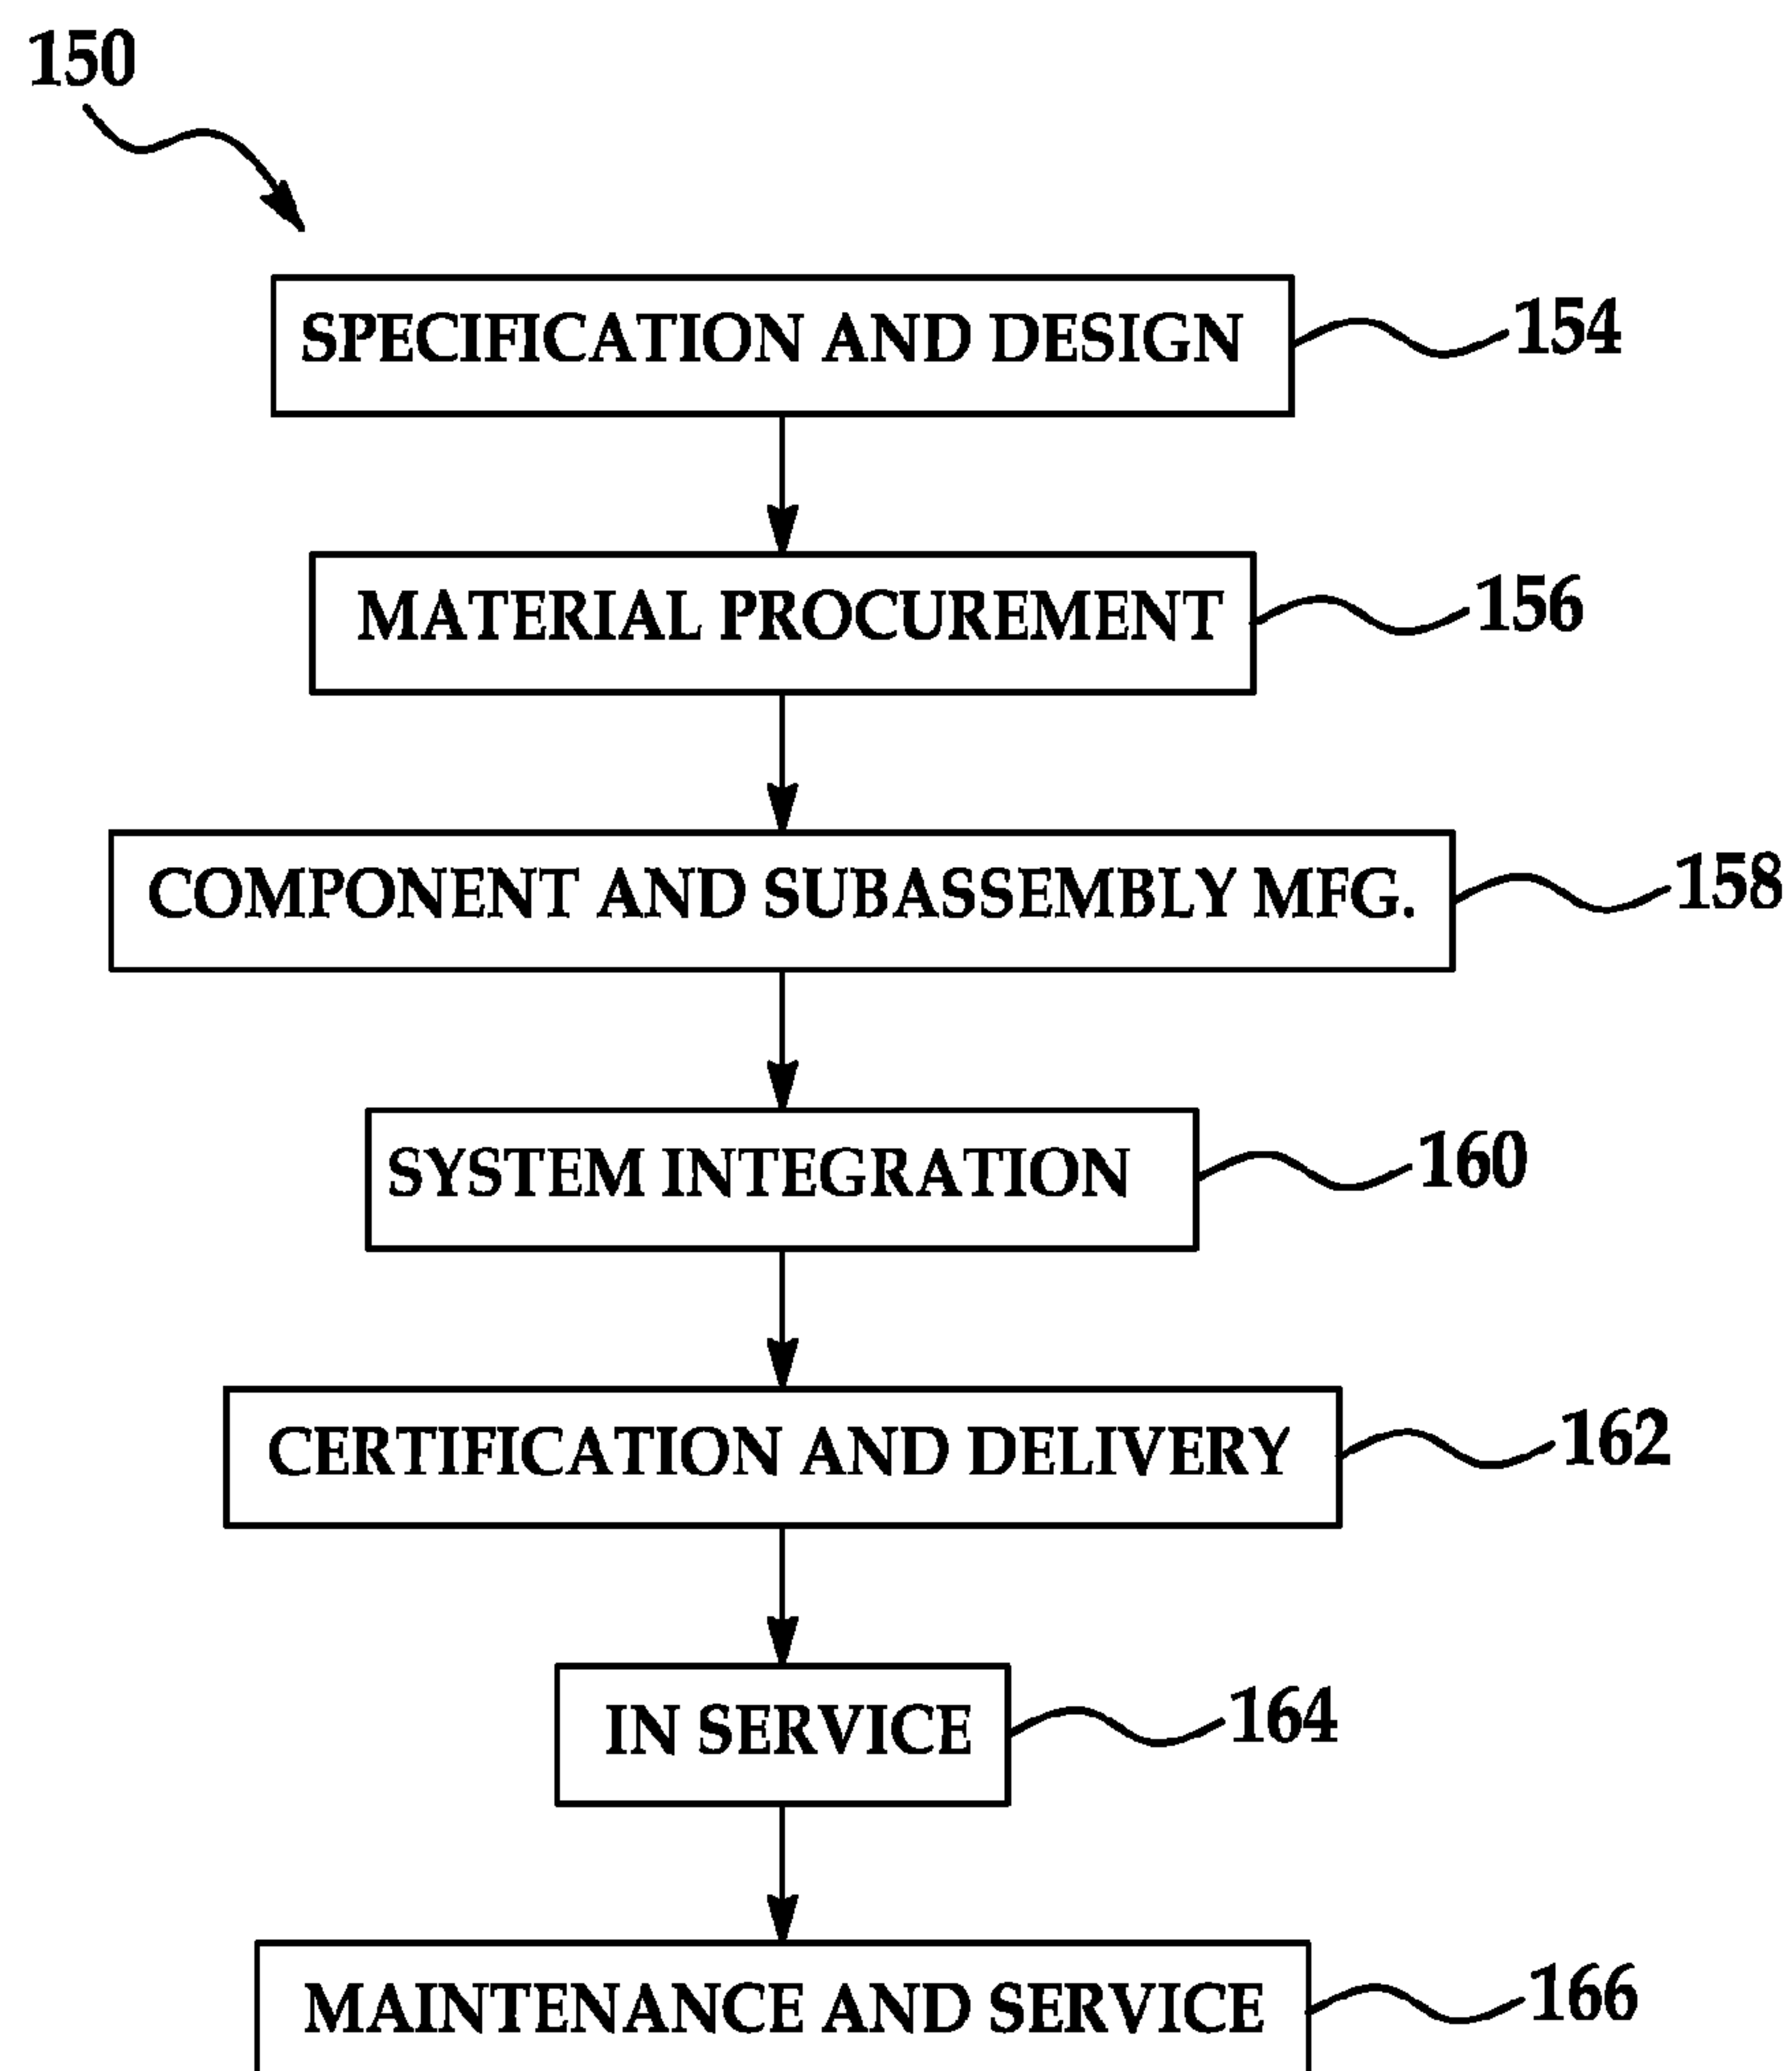 150
SPECIFICATION AND DESIGN 154
MATERIAL PROCUREMENT 156
COMPONENT AND SUBASSEMBLY MFG. 158
SYSTEM INTEGRATION 160
CERTIFICATION AND DELIVERY 162
IN SERVICE 164
MAINTENANCE AND SERVICE 166